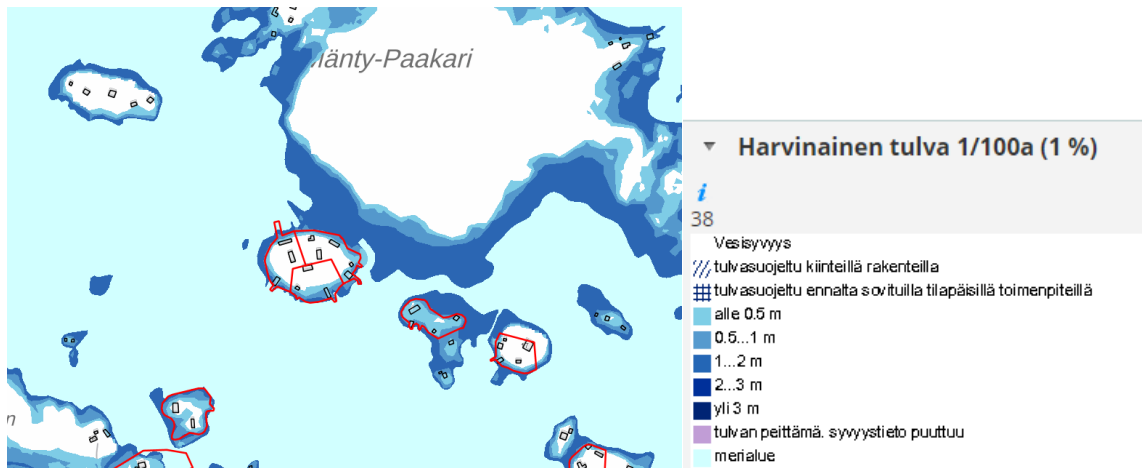 Mänty-Paakari
n
Harvinainen tulva 1/100a (1 %)
i
38
Vesisyvyys
tulvasuojeltu kiinteillä rakenteilla
tulvasuojeltu ennalta sovituilla tilapäisillä toimenpiteillä
alle 0.5 m
0.5...1 m
1...2 m
2...3 m
yli 3 m
tulvan peittämä. syvyystieto puuttuu
merialue